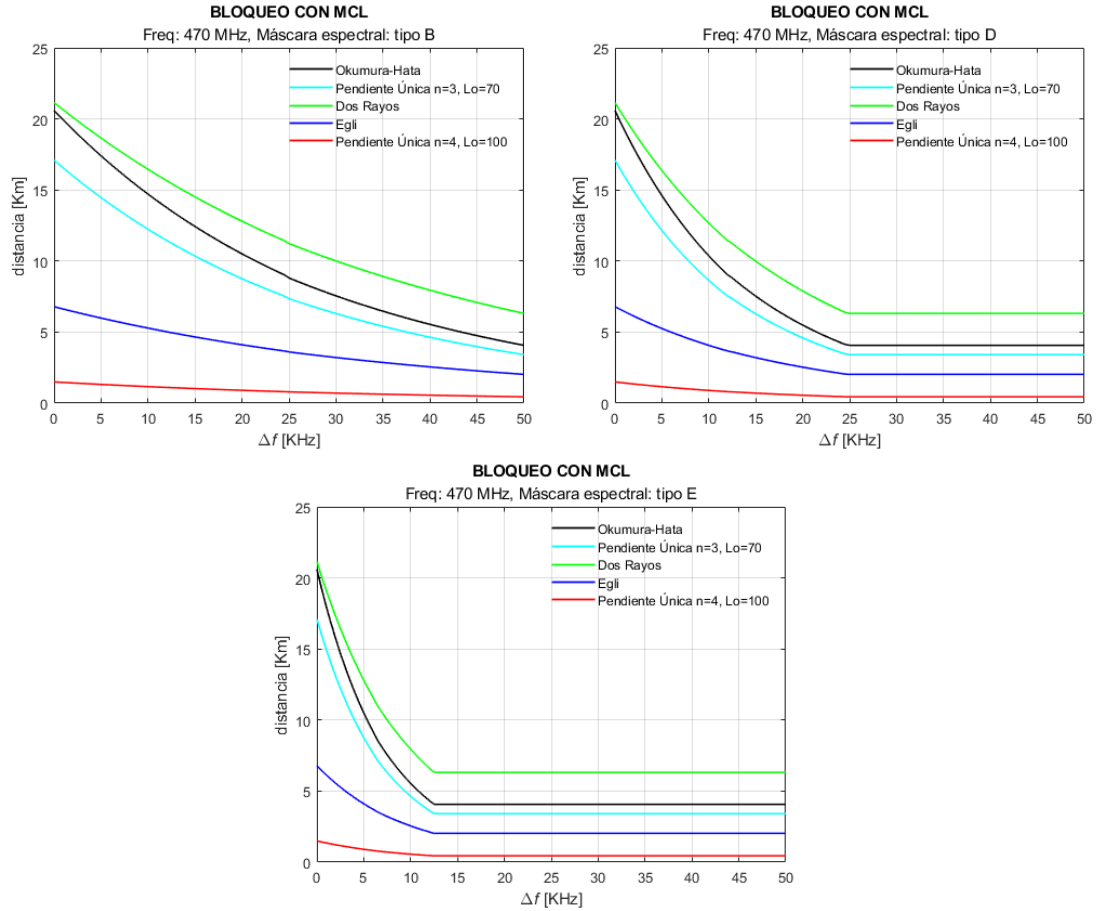 BLOQUEO CON MCL
Freq: 470 MHz, Máscara espectral: tipo B
25
20
15
10
5
0
distancia [Km]
Okumura-Hata
Pendiente Única n=3, Lo=70
Dos Rayos
Egli
Pendiente Única n=4, Lo=100
0 5 10 15 20 25 30 35 40 45 50
Δf [KHz]
BLOQUEO CON MCL
Freq: 470 MHz, Máscara espectral: tipo D
25
20
15
10
5
0
distancia [Km]
Okumura-Hata
Pendiente Única n=3, Lo=70
Dos Rayos
Egli
Pendiente Única n=4, Lo=100
0 5 10 15 20 25 30 35 40 45 50
Δf [KHz]
BLOQUEO CON MCL
Freq: 470 MHz, Máscara espectral: tipo E
25
20
15
10
5
0
distancia [Km]
Okumura-Hata
Pendiente Única n=3, Lo=70
Dos Rayos
Egli
Pendiente Única n=4, Lo=100
0 5 10 15 20 25 30 35 40 45 50
Δf [KHz]